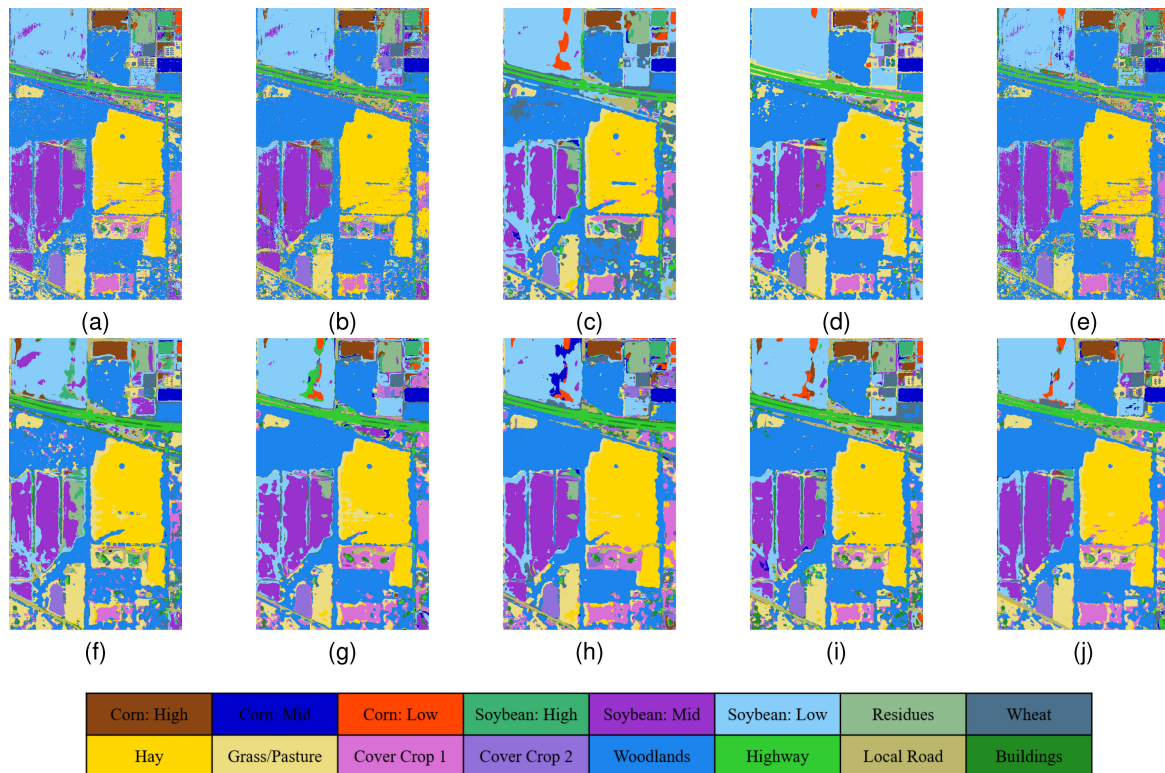 (a) (b) (c) (d) (e)
(f) (g) (h) (i) (j)
Corn: High Corn: Mid Corn: Low Soybean: High Soybean: Mid Soybean: Low Residues Wheat
Hay Grass/Pasture Cover Crop 1 Cover Crop 2 Woodlands Highway Local Road Buildings